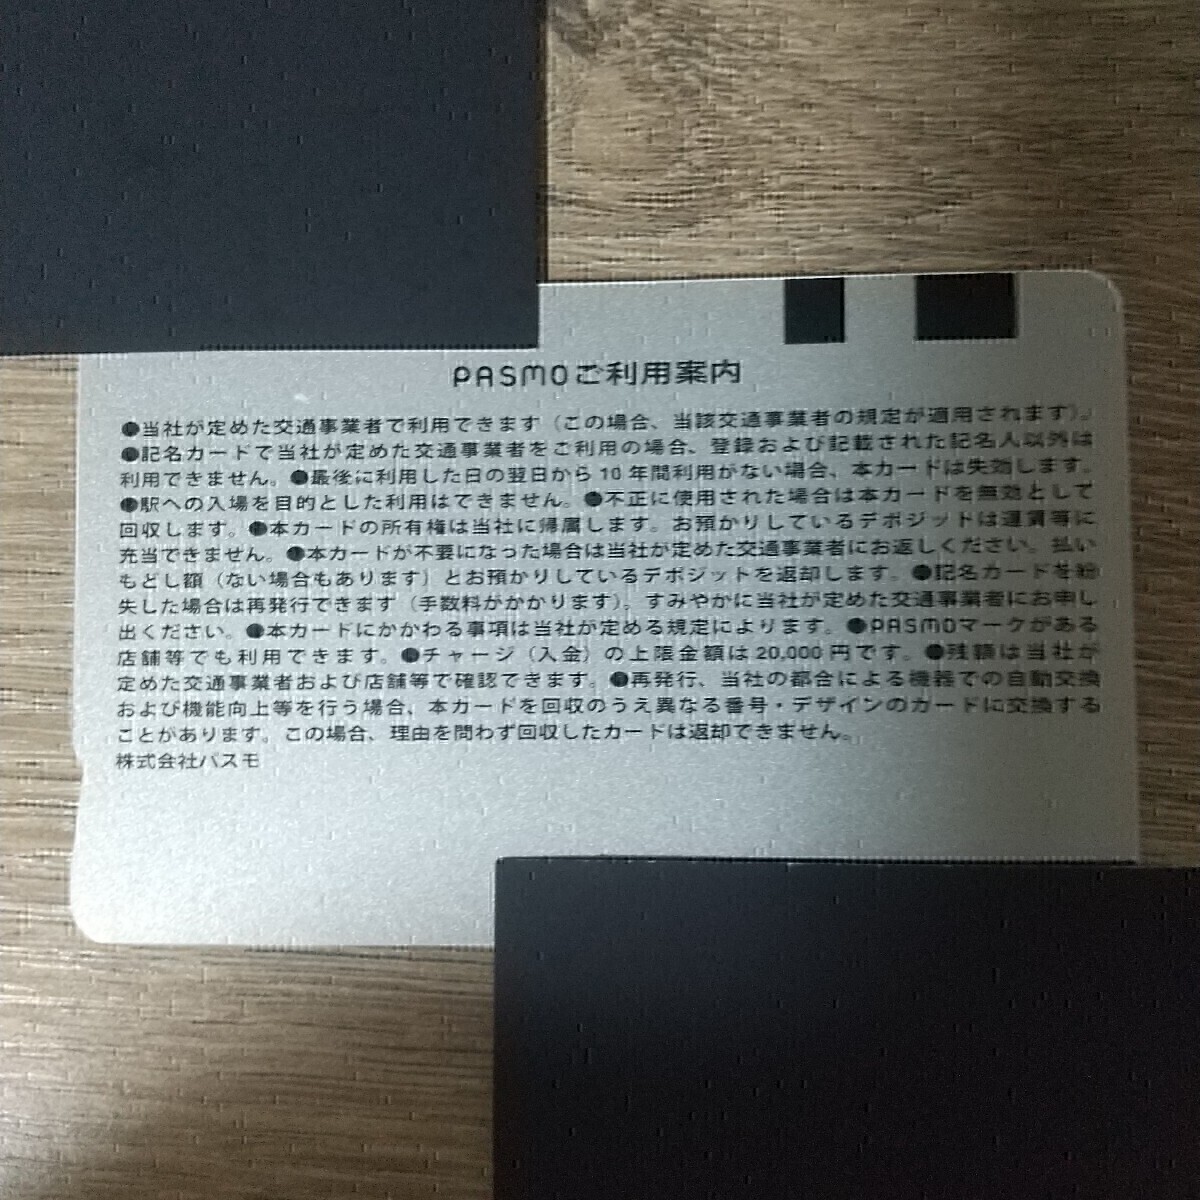 PASMOご利用案内
●当社が定めた交通事業者で利用できます（この場合、当該交通事業者の規定が適用されます）。
●記名カードで当社が定めた交通事業者をご利用の場合、登録および記載された記名人以外は
利用できません。●最後に利用した日の翌日から10年間利用がない場合、本カードは失効します。
●駅への入場を目的とした利用はできません。●不正に使用された場合は本カードを無効として
回収します。●本カードの所有権は当社に帰属します。お預かりしているデポジットは運賃等に
充当できません。●本カードが不要になった場合は当社が定めた交通事業者にお返しください。払い
もどし額（ない場合もあります）とお預かりしているデポジットを返却します。●記名カードを紛
失した場合は再発行できます（手数料がかかります）。すみやかに当社が定めた交通事業者にお申し
出ください。●本カードにかかわる事項は当社が定める規定によります。●PASMOマークがある
店舗等でも利用できます。●チャージ（入金）の上限金額は20,000円です。●残額は当社が
定めた交通事業者および店舗等で確認できます。●再発行、当社の都合による機器での自動交換
および機能向上等を行う場合、本カードを回収のうえ異なる番号・デザインのカードに交換する
ことがあります。この場合、理由を問わず回収したカードは返却できません。
株式会社パスモ